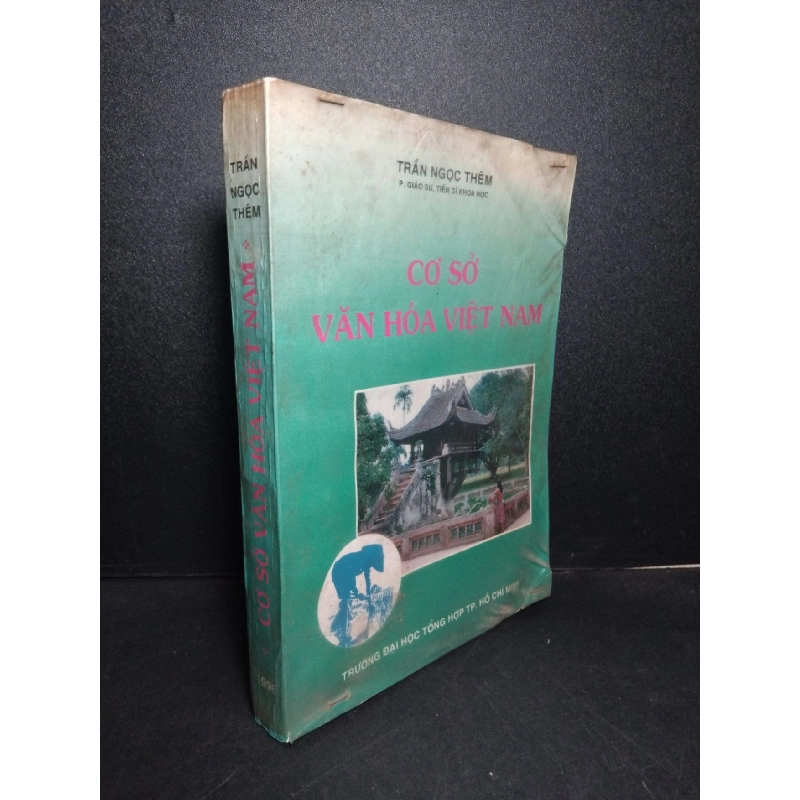 TRẦN NGỌC THÊM
P. GIÁO SƯ, TIẾN SĨ KHOA HỌC
CƠ SỞ
VĂN HÓA VIỆT NAM
TRƯỜNG ĐẠI HỌC TỔNG HỢP TP. HỒ CHÍ MINH
TRẦN
NGỌC
THÊM
CƠ SỞ VĂN HÓA VIỆT NAM